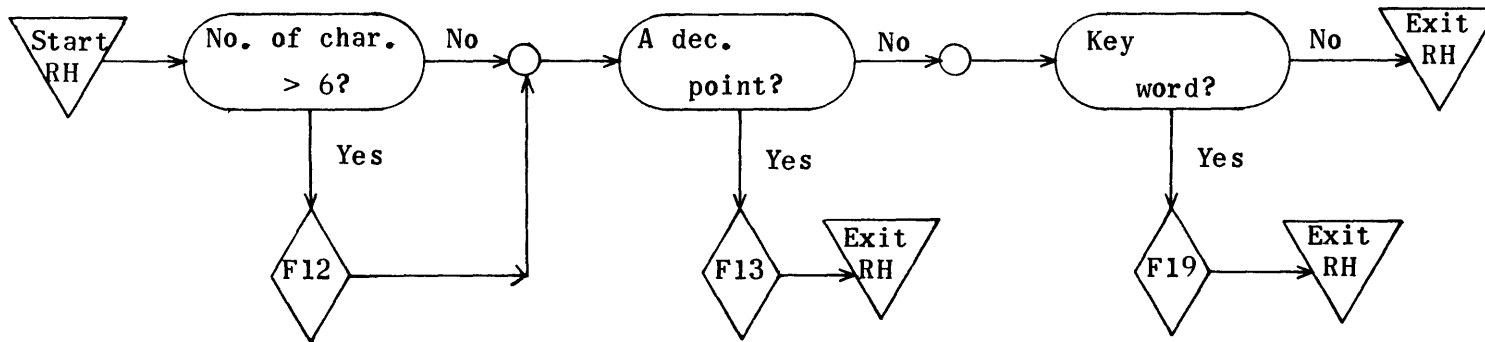 Start
RH
No. of char.
> 6?
No
Yes
F12
A dec.
point?
No
Yes
F13
Exit
RH
Key
word?
No
Exit
RH
Yes
F19
Exit
RH